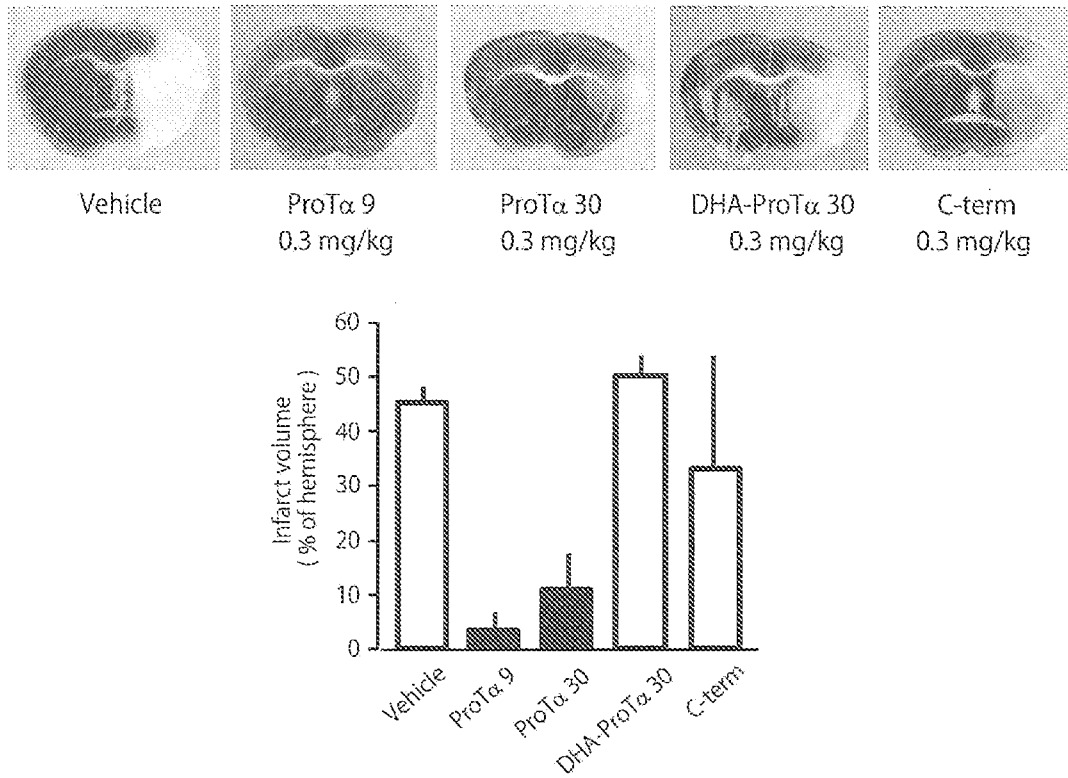 Vehicle
ProTα 9
0.3 mg/kg
ProTα 30
0.3 mg/kg
DHA-ProTα 30
0.3 mg/kg
C-term
0.3 mg/kg
Infarct volume
( % of hemisphere )
60
50
40
30
20
10
0
Vehicle
ProTα 9
ProTα 30
DHA-ProTα 30
C-term